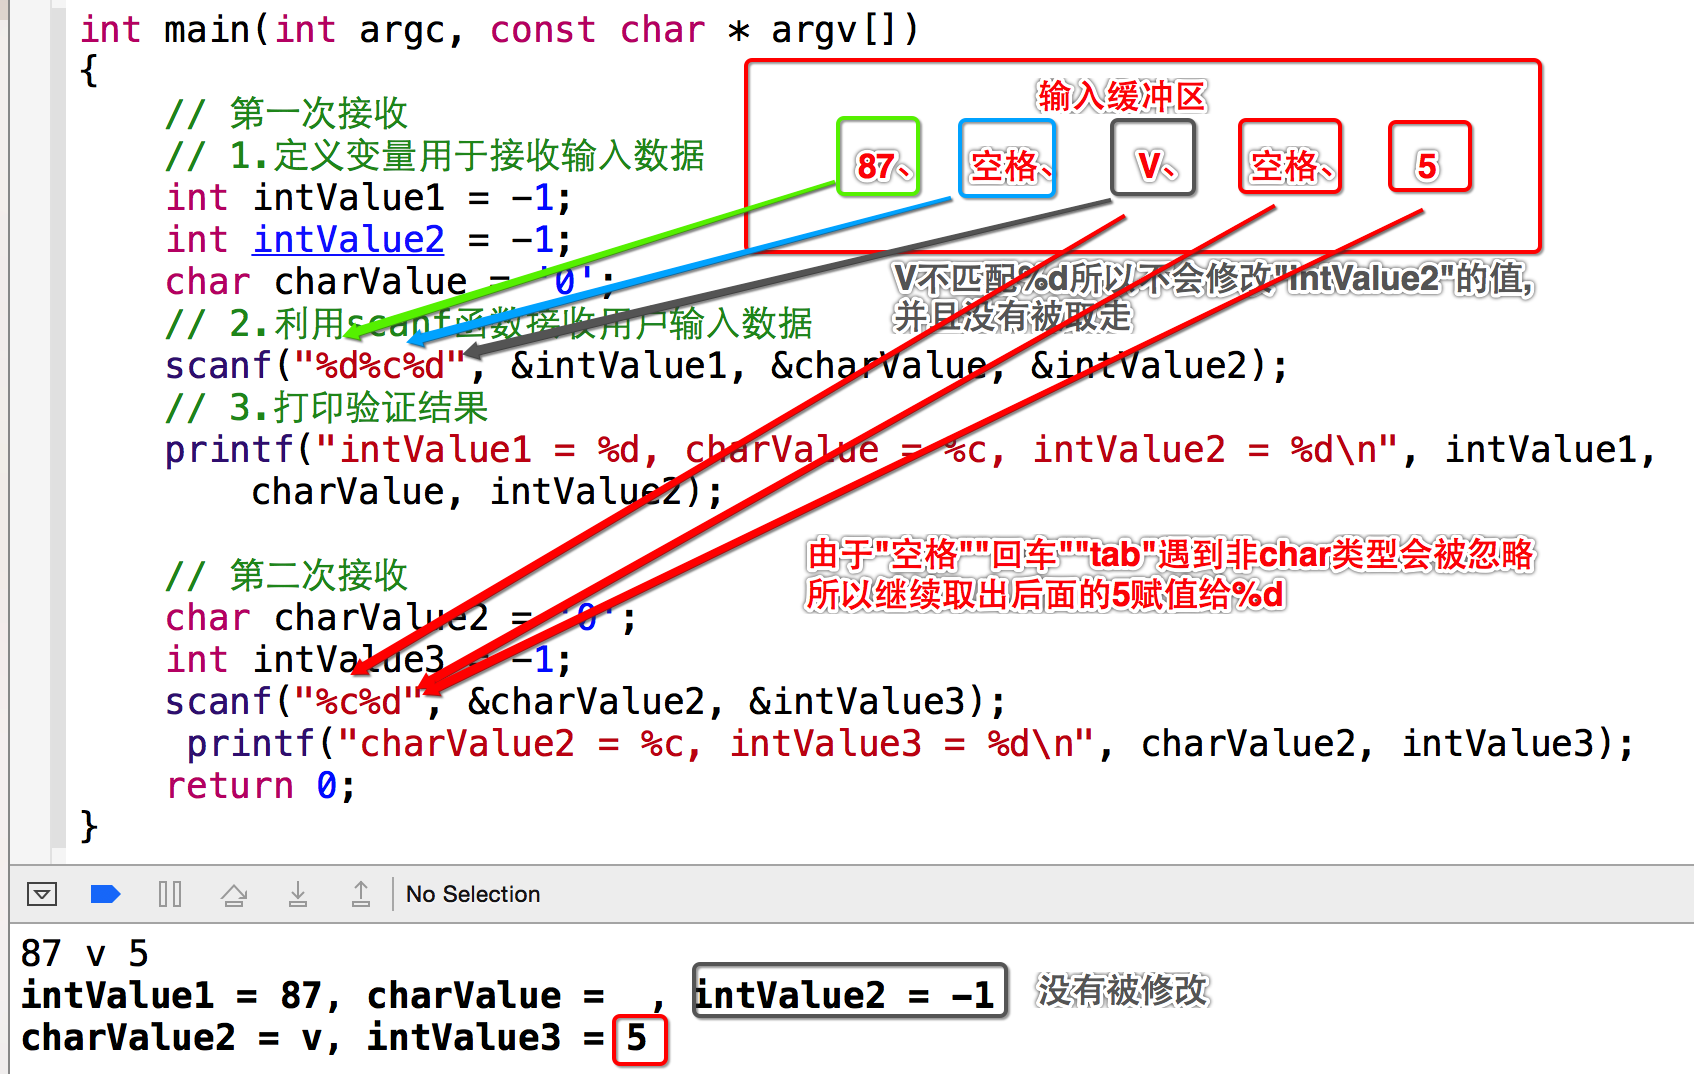 int main(int argc, const char * argv[])
{
输入缓冲区
87、 空格、 V、 空格、 5
// 第一次接收
// 1.定义变量用于接收输入数据
int intValue1 = -1;
int intValue2 = -1;
char charValue = '0';
V不匹配%d所以不会修改"intValue2"的值,
并且没有被取走
// 2.利用scanf函数接收用户输入数据
scanf("%d%c%d", &intValue1, &charValue, &intValue2);
// 3.打印验证结果
printf("intValue1 = %d, charValue = %c, intValue2 = %d\n", intValue1,
charValue, intValue2);
由于"空格""回车""tab"遇到非char类型会被忽略
所以继续取出后面的5赋值给%d
// 第二次接收
char charValue2 = '0';
int intValue3 = -1;
scanf("%c%d", &charValue2, &intValue3);
printf("charValue2 = %c, intValue3 = %d\n", charValue2, intValue3);
return 0;
}
No Selection
87 v 5
intValue1 = 87, charValue =  , intValue2 = -1 没有被修改
charValue2 = v, intValue3 = 5